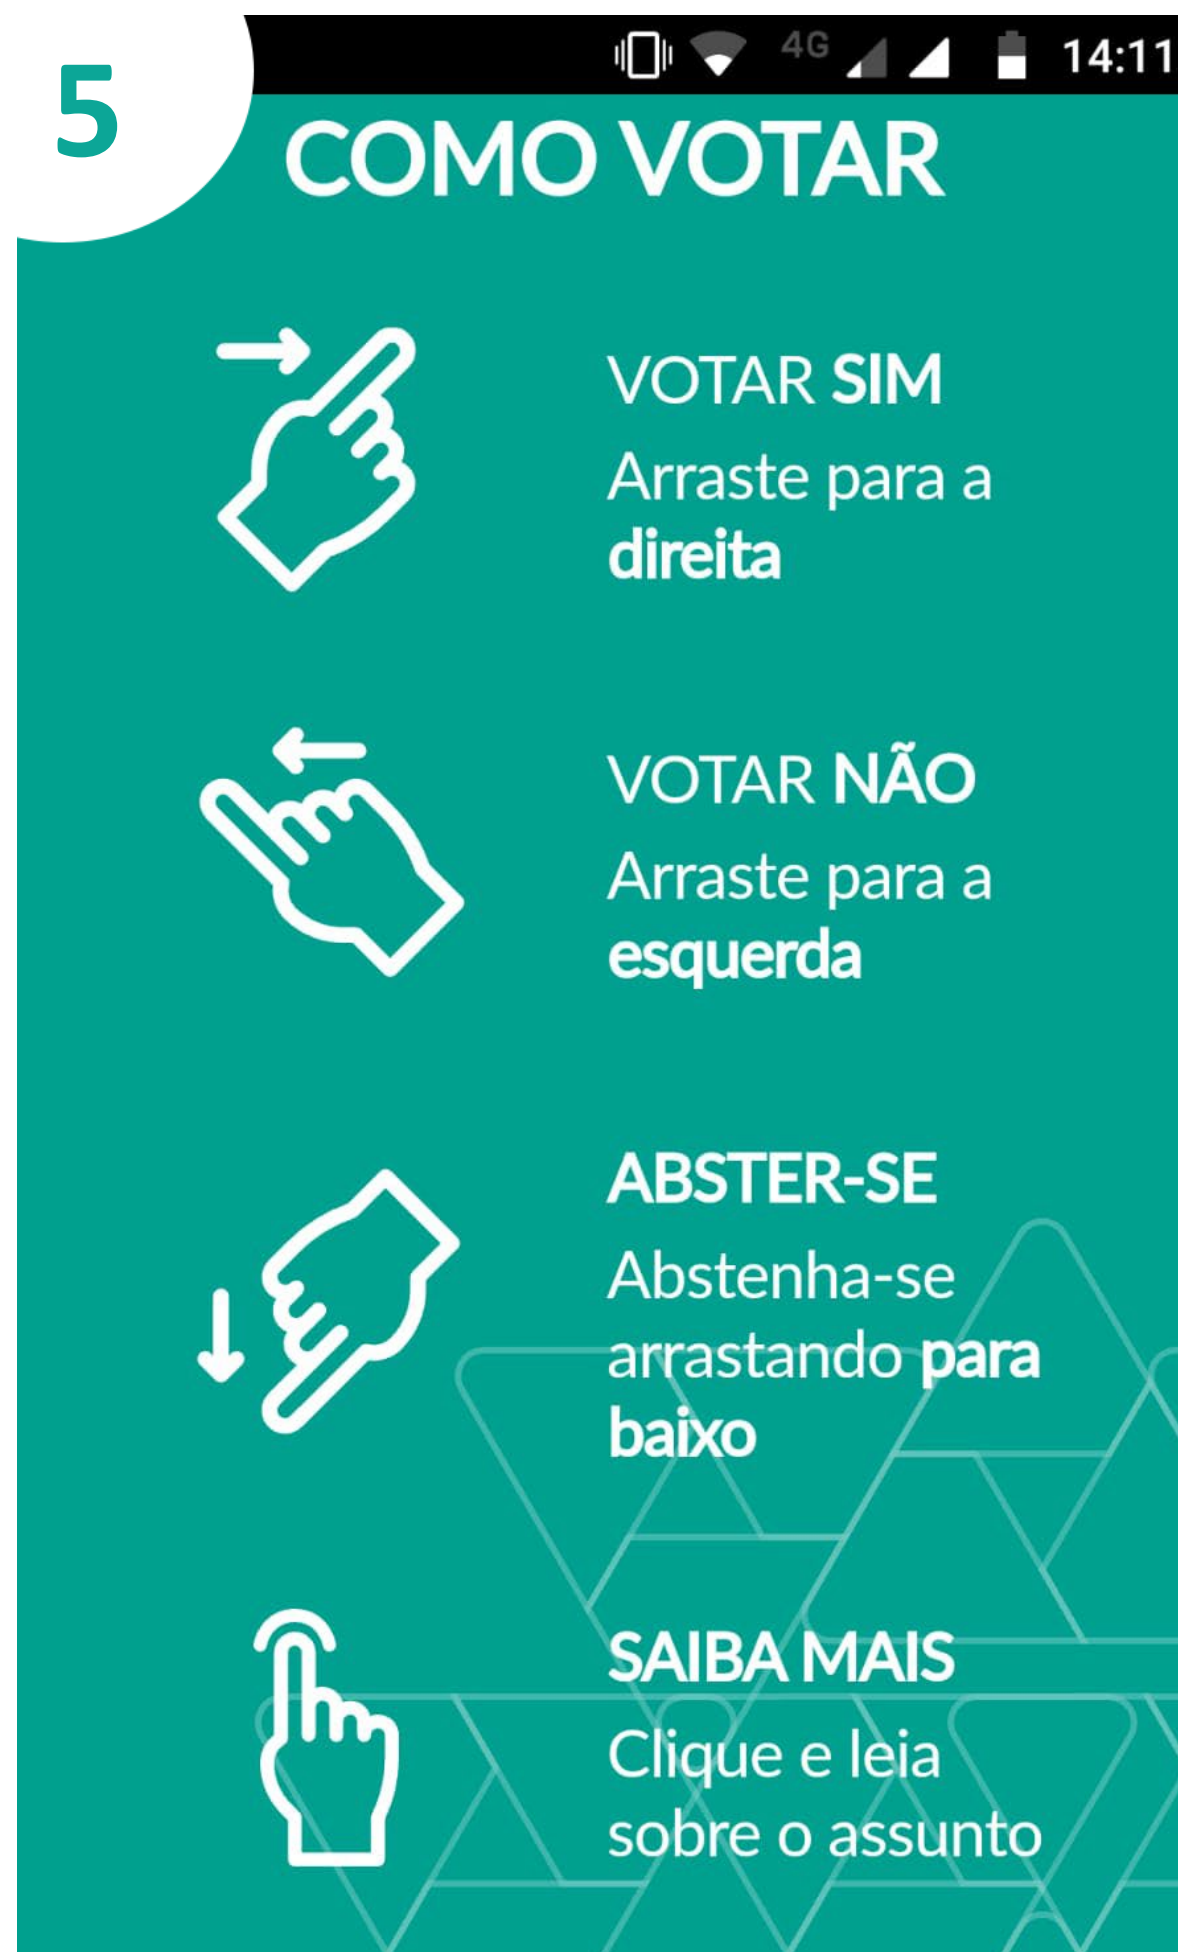 5
4G 14:11
COMO VOTAR
VOTAR SIM
Arraste para a
direita
VOTAR NÃO
Arraste para a
esquerda
ABSTER-SE
Abstenha-se
arrastando para
baixo
SAIBA MAIS
Clique e leia
sobre o assunto